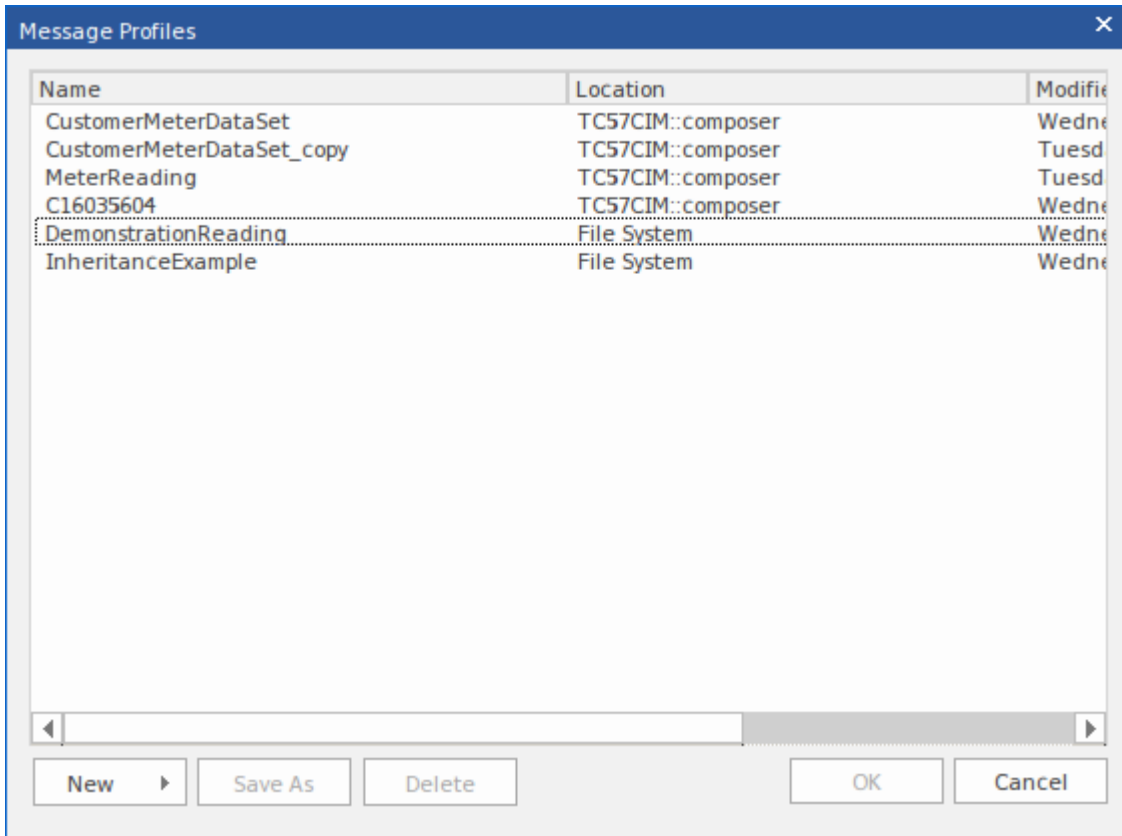 Message Profiles
Name Location Modifie
CustomerMeterDataSet TC57CIM::composer Wedne
CustomerMeterDataSet_copy TC57CIM::composer Tuesd
MeterReading TC57CIM::composer Tuesd
C16035604 TC57CIM::composer Wedne
DemonstrationReading File System Wedne
InheritanceExample File System Wedne
New Save As Delete OK Cancel